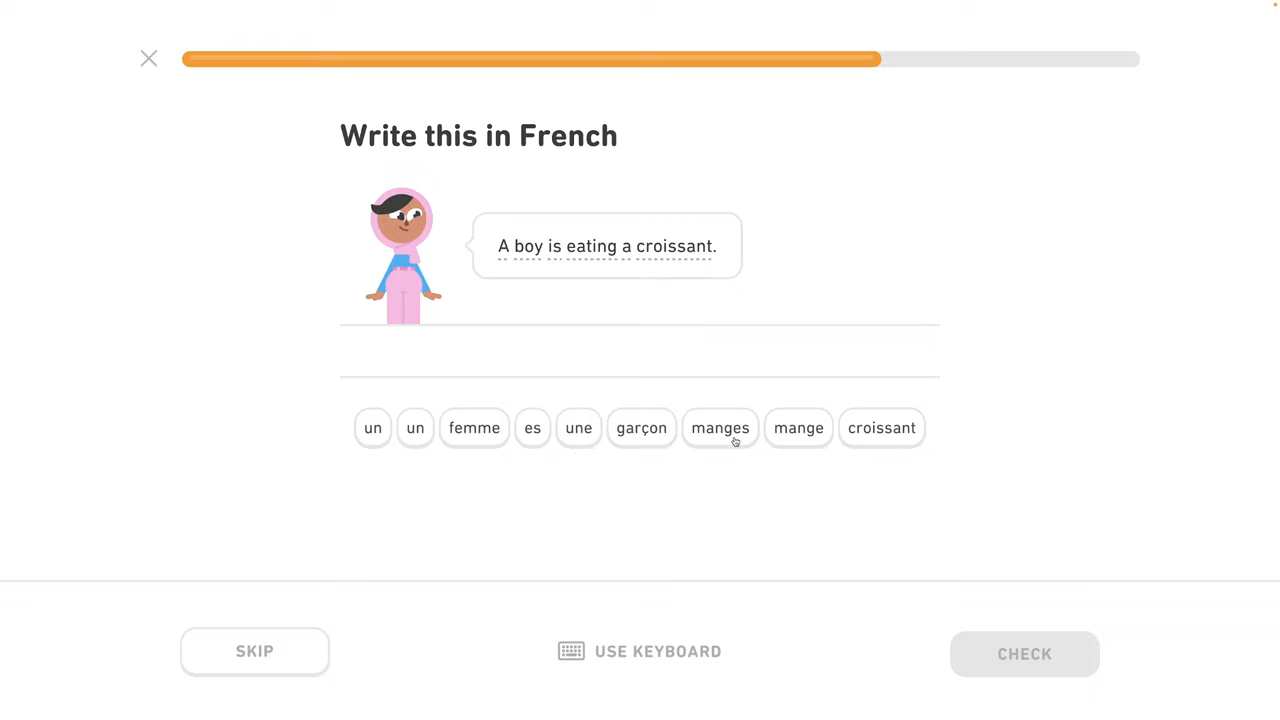 Write this in French
A boy is eating a croissant.
un un femme es une garçon manges mange croissant
SKIP USE KEYBOARD CHECK